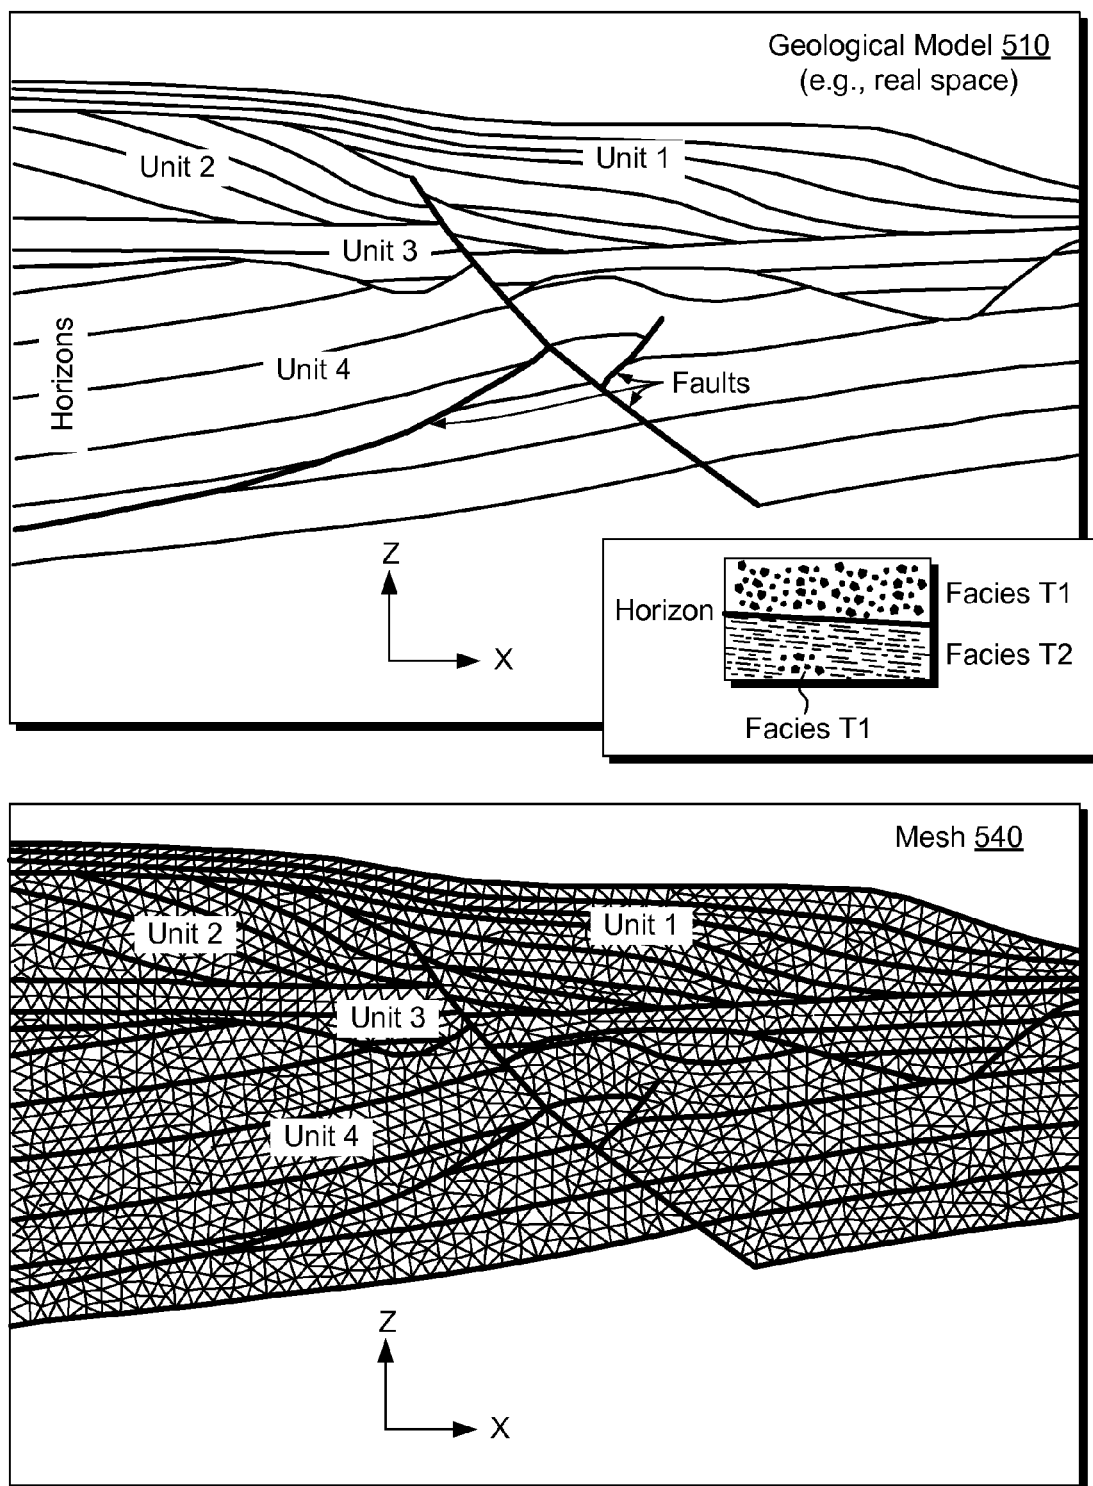 Geological Model 510
(e.g., real space)
Unit 1
Unit 2
Unit 3
Unit 4
Horizons
Faults
Z
X
Horizon
Facies T1
Facies T2
Facies T1
Mesh 540
Unit 1
Unit 2
Unit 3
Unit 4
Z
X